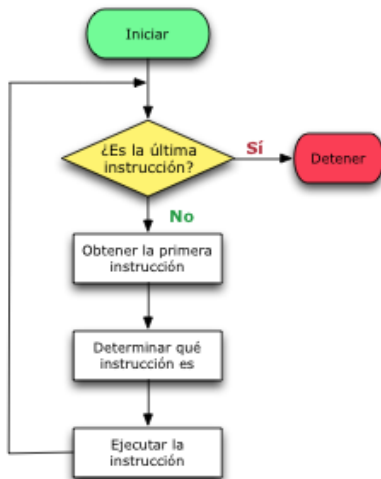 Iniciar
¿Es la última
instrucción?
Sí
Detener
No
Obtener la primera
instrucción
Determinar qué
instrucción es
Ejecutar la
instrucción